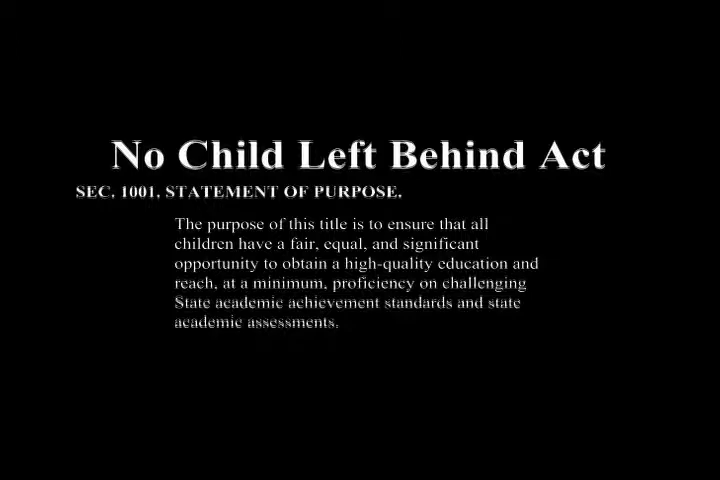 No Child Left Behind Act
SEC. 1001. STATEMENT OF PURPOSE.
The purpose of this title is to ensure that all
children have a fair, equal, and significant
opportunity to obtain a high-quality education and
reach, at a minimum, proficiency on challenging
State academic achievement standards and state
academic assessments.